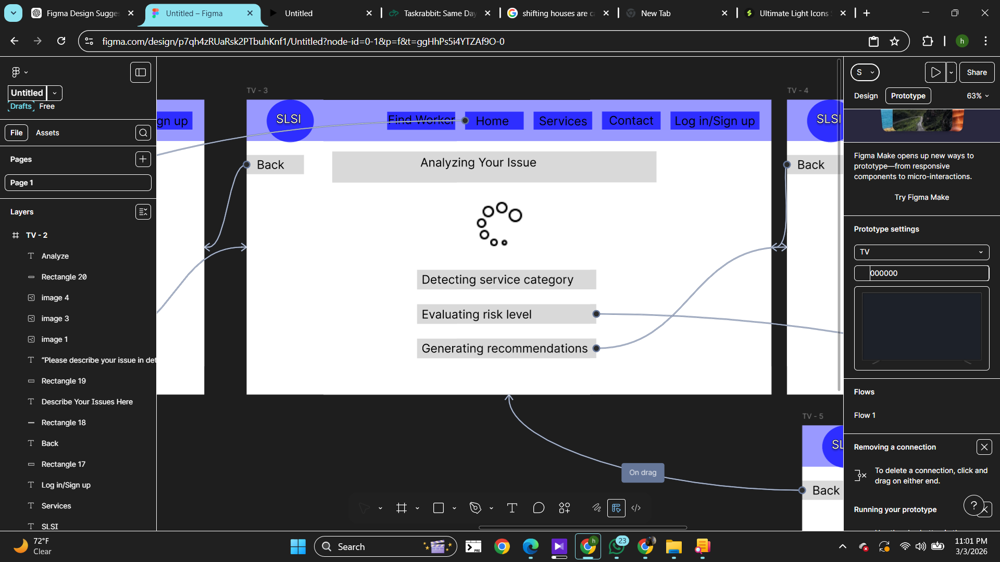 Figma Design Sugges
Untitled – Figma
Untitled
Taskrabbit: Same Day
shifting houses are c
New Tab
Ultimate Light Icons
figma.com/design/p7qh4zRUaRsk2PTbuhKnf1/Untitled?node-id=0-1&p=f&t=ggHhPs5i4YTZAf9O-0
h
Untitled
Drafts Free
File Assets
Pages
Page 1
Layers
TV - 2
Analyze
Rectangle 20
image 4
image 3
image 1
“Please describe your issue in det
Rectangle 19
Describe Your Issues Here
Rectangle 18
Back
Rectangle 17
Log in/Sign up
Services
SLSI
gn up
TV - 3
SLSI
Find Worker
Home
Services
Contact
Log in/Sign up
Back
Analyzing Your Issue
Detecting service category
Evaluating risk level
Generating recommendations
TV - 4
SLSI
Back
On drag
TV - 5
SL
Back
S
Share
Design Prototype 63%
Figma Make opens up new ways to
prototype—from responsive
components to micro-interactions.
Try Figma Make
Prototype settings
TV
000000
Flows
Flow 1
Removing a connection
To delete a connection, click and
drag on either end.
Running your prototype
?
72°F
Clear
Search
PRE
h
23
11:01 PM
3/3/2026